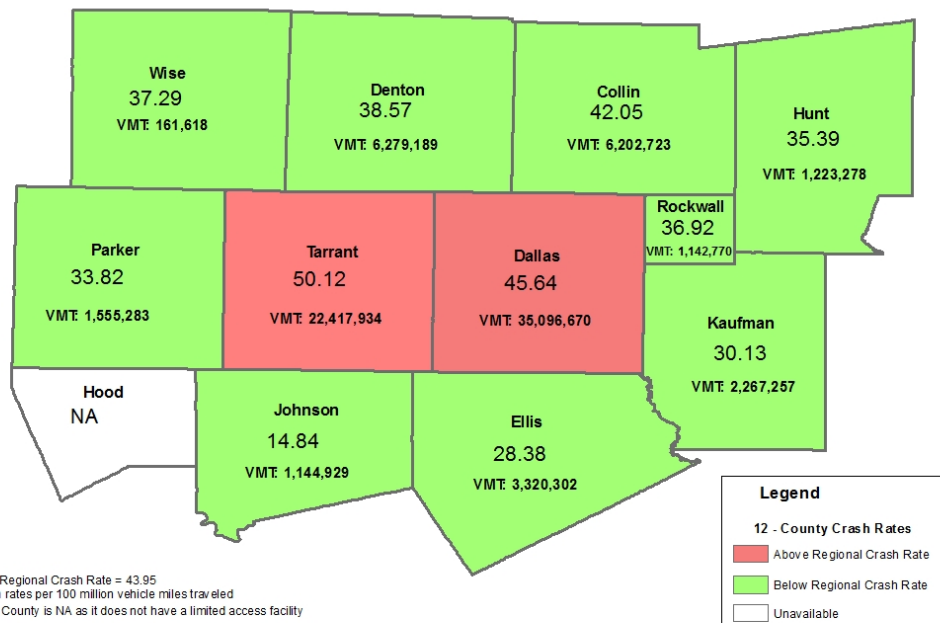 Wise
37.29
VMT: 161,618
Denton
38.57
VMT: 6,279,189
Collin
42.05
VMT: 6,202,723
Hunt
35.39
VMT: 1,223,278
Parker
33.82
VMT: 1,555,283
Tarrant
50.12
VMT: 22,417,934
Dallas
45.64
VMT: 35,096,670
Rockwall
36.92
VMT: 1,142,770
Kaufman
30.13
VMT: 2,267,257
Hood
NA
Johnson
14.84
VMT: 1,144,929
Ellis
28.38
VMT: 3,320,302
Legend
12 - County Crash Rates
Above Regional Crash Rate
Below Regional Crash Rate
Unavailable
Regional Crash Rate = 43.95
rates per 100 million vehicle miles traveled
County is NA as it does not have a limited access facility